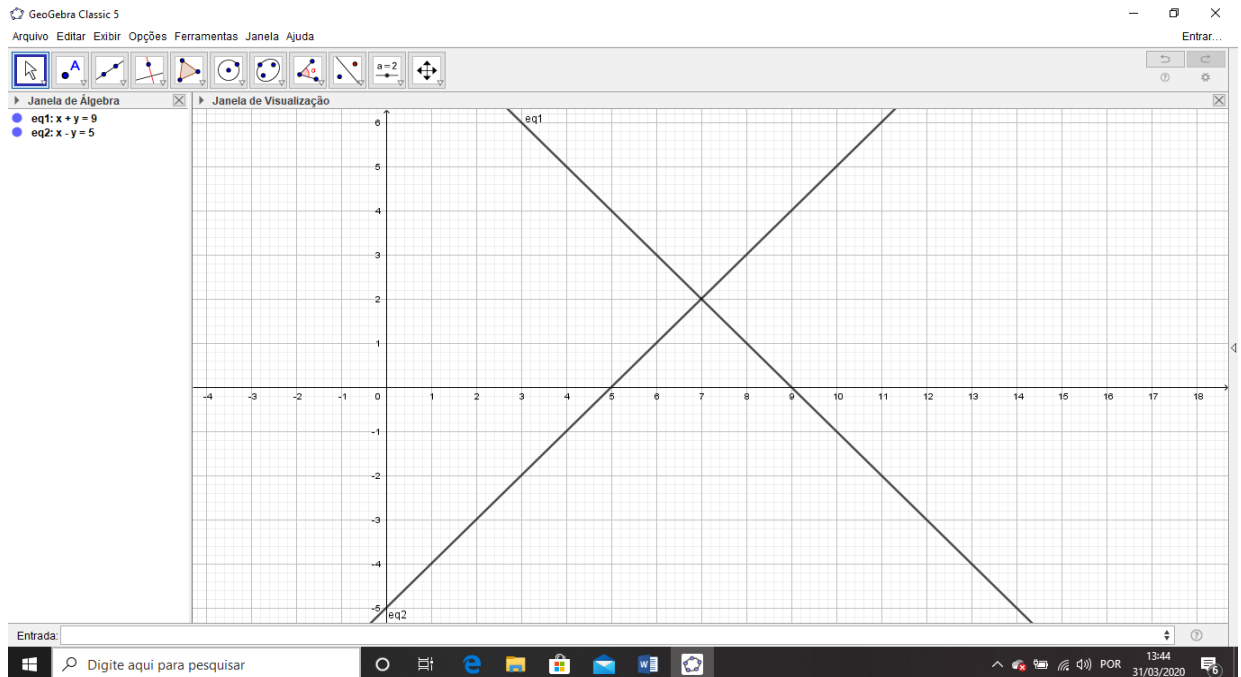 GeoGebra Classic 5
Arquivo Editar Exibir Opções Ferramentas Janela Ajuda
Entrar...
A
α
a=2
Janela de Álgebra
Janela de Visualização
eq1: x + y = 9
eq2: x - y = 5
eq1
6
5
4
3
2
1
-4 -3 -2 -1 0 1 2 3 4 5 6 7 8 9 10 11 12 13 14 15 16 17 18
-1
-2
-3
-4
-5
eq2
Entrada:
Digite aqui para pesquisar
POR
13:44
31/03/2020
6